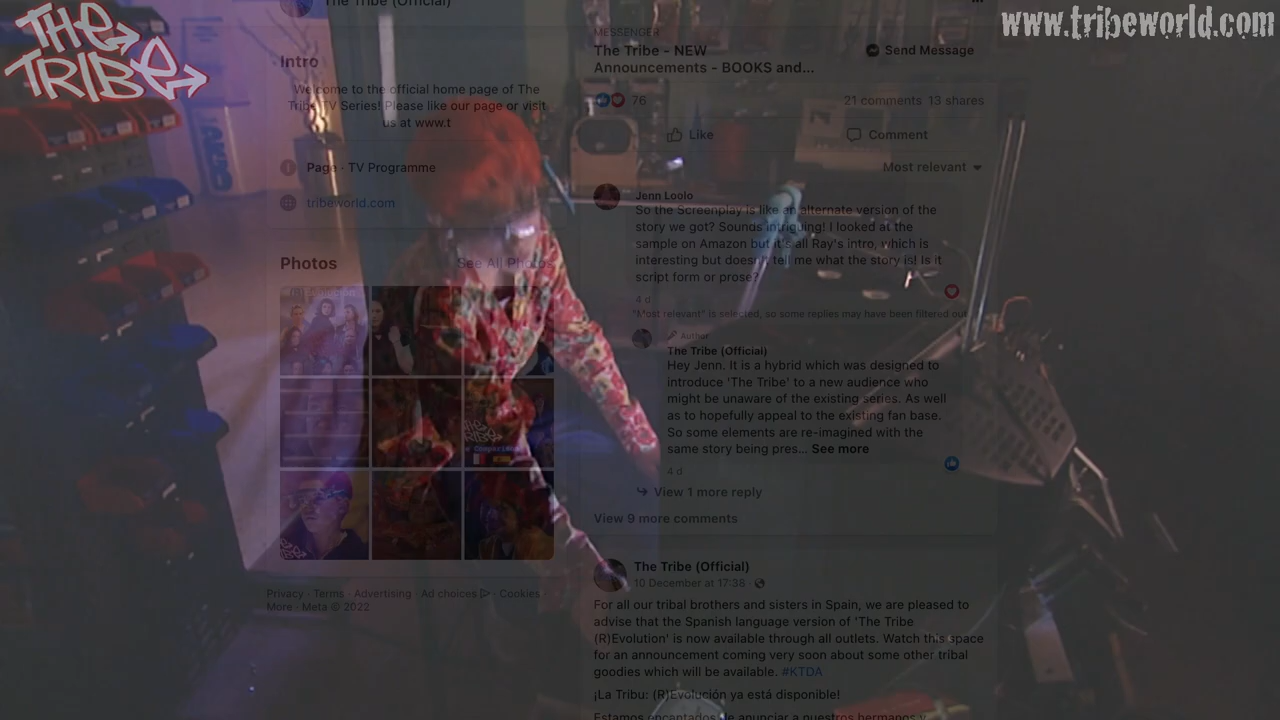 THE
TRIBE
www.tribeworld.com
The Tribe (Official)
Intro
Welcome to the official home page of The
Tribe TV Series! Please like our page or visit
us at www.t
Page · TV Programme
tribeworld.com
Photos
See All Photos
Privacy · Terms · Advertising · Ad choices · Cookies ·
More · Meta © 2022
MESSENGER
The Tribe - NEW
Announcements - BOOKS and...
Send Message
76
21 comments 13 shares
Like
Comment
Most relevant
Jenn Loolo
So the Screenplay is like an alternate version of the
story we got? Sounds intriguing! I looked at the
sample on Amazon but it's all Ray's intro, which is
interesting but doesn't tell me what the story is! Is it
script form or prose?
4 d
"Most relevant" is selected, so some replies may have been filtered out.
Author
The Tribe (Official)
Hey Jenn. It is a hybrid which was designed to
introduce 'The Tribe' to a new audience who
might be unaware of the existing series. As well
as to hopefully appeal to the existing fan base.
So some elements are re-imagined with the
same story being pres... See more
4 d
View 1 more reply
View 9 more comments
The Tribe (Official)
10 December at 17:38 ·
For all our tribal brothers and sisters in Spain, we are pleased to
advise that the Spanish language version of 'The Tribe
(R)Evolution' is now available through all outlets. Watch this space
for an announcement coming very soon about some other tribal
goodies which will be available. #KTDA
¡La Tribu: (R)Evolución ya está disponible!
Estamos encantados de anunciar a nuestros hermanos y